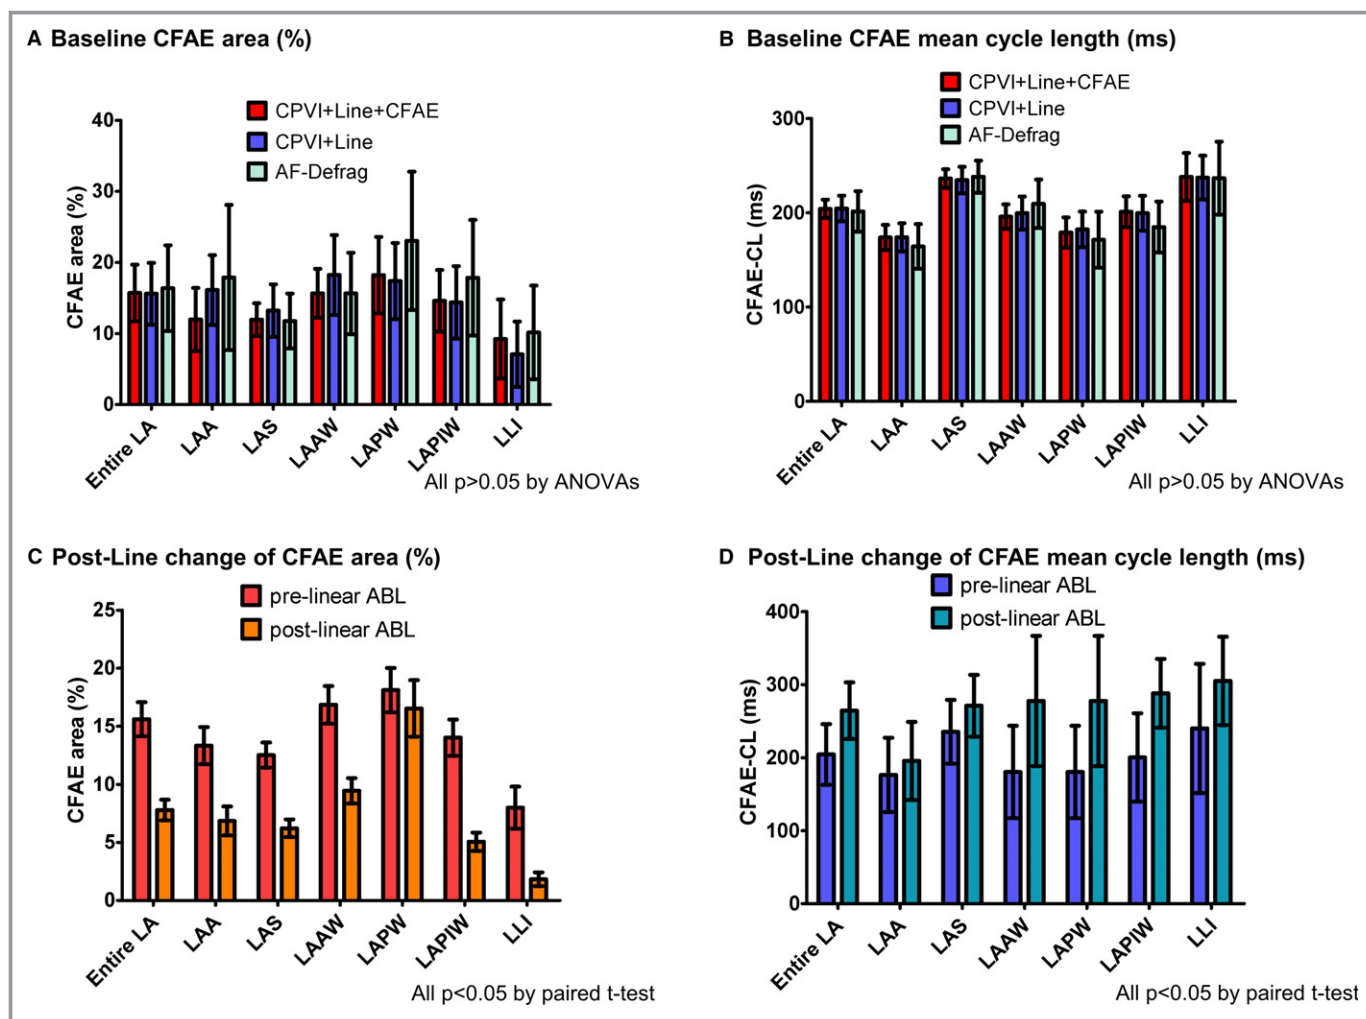 A Baseline CFAE area (%)
CPVI+Line+CFAE
CPVI+Line
AF-Defrag
CFAE area (%)
40
30
20
10
0
Entire LA
LAA
LAS
LAAW
LAPW
LAPIW
LLI
All p>0.05 by ANOVAs
B Baseline CFAE mean cycle length (ms)
CPVI+Line+CFAE
CPVI+Line
AF-Defrag
CFAE-CL (ms)
300
200
100
0
Entire LA
LAA
LAS
LAAW
LAPW
LAPIW
LLI
All p>0.05 by ANOVAs
C Post-Line change of CFAE area (%)
pre-linear ABL
post-linear ABL
CFAE area (%)
25
20
15
10
5
0
Entire LA
LAA
LAS
LAAW
LAPW
LAPIW
LLI
All p<0.05 by paired t-test
D Post-Line change of CFAE mean cycle length (ms)
pre-linear ABL
post-linear ABL
CFAE-CL (ms)
400
300
200
100
0
Entire LA
LAA
LAS
LAAW
LAPW
LAPIW
LLI
All p<0.05 by paired t-test